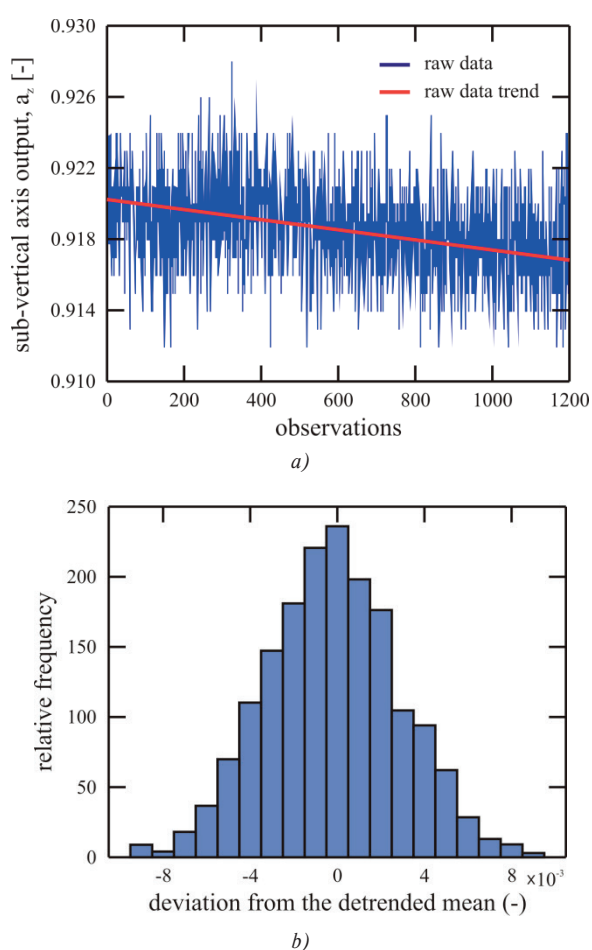 0.930
0.926
0.922
0.918
0.914
0.910
sub-vertical axis output, a_z [-]
raw data
raw data trend
0 200 400 600 800 1000 1200
observations
a)
250
200
150
100
50
0
relative frequency
-8 -4 0 4 8 ×10⁻³
deviation from the detrended mean (-)
b)